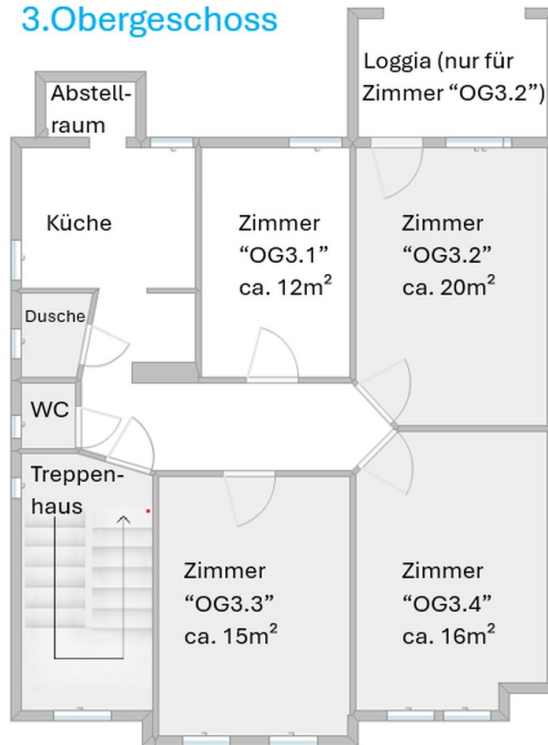 3.Obergeschoss
Loggia (nur für
Zimmer “OG3.2”)
Abstell-
raum
Küche
Zimmer
“OG3.1”
ca. 12m²
Zimmer
“OG3.2”
ca. 20m²
Dusche
WC
Treppen-
haus
Zimmer
“OG3.3”
ca. 15m²
Zimmer
“OG3.4”
ca. 16m²